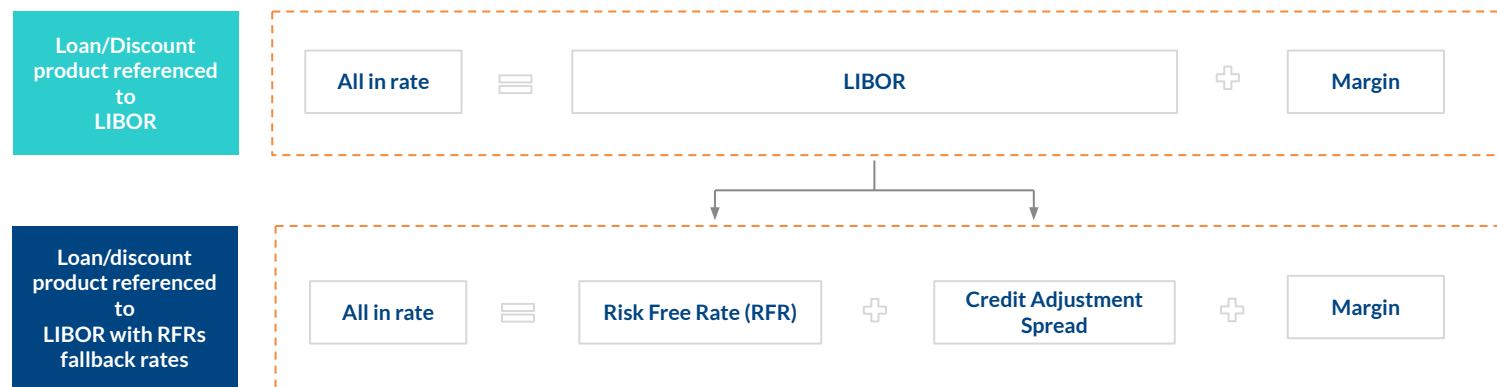 Loan/Discount
product referenced
to
LIBOR
All in rate
LIBOR
Margin
Loan/discount
product referenced
to
LIBOR with RFRs
fallback rates
All in rate
Risk Free Rate (RFR)
Credit Adjustment
Spread
Margin